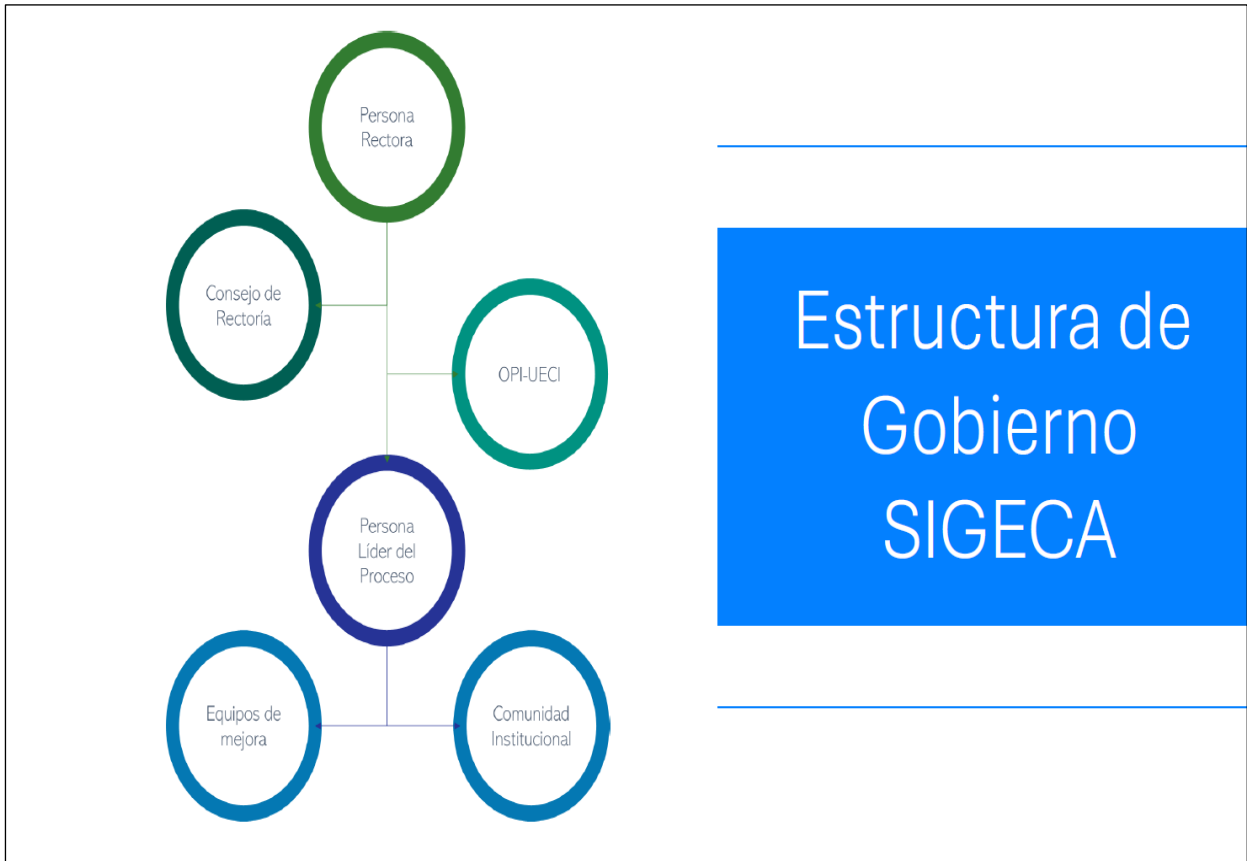 Persona
Rectora
Consejo de
Rectoría
OPI-UECI
Persona
Líder del
Proceso
Equipos de
mejora
Comunidad
Institucional
Estructura de
Gobierno
SIGECA